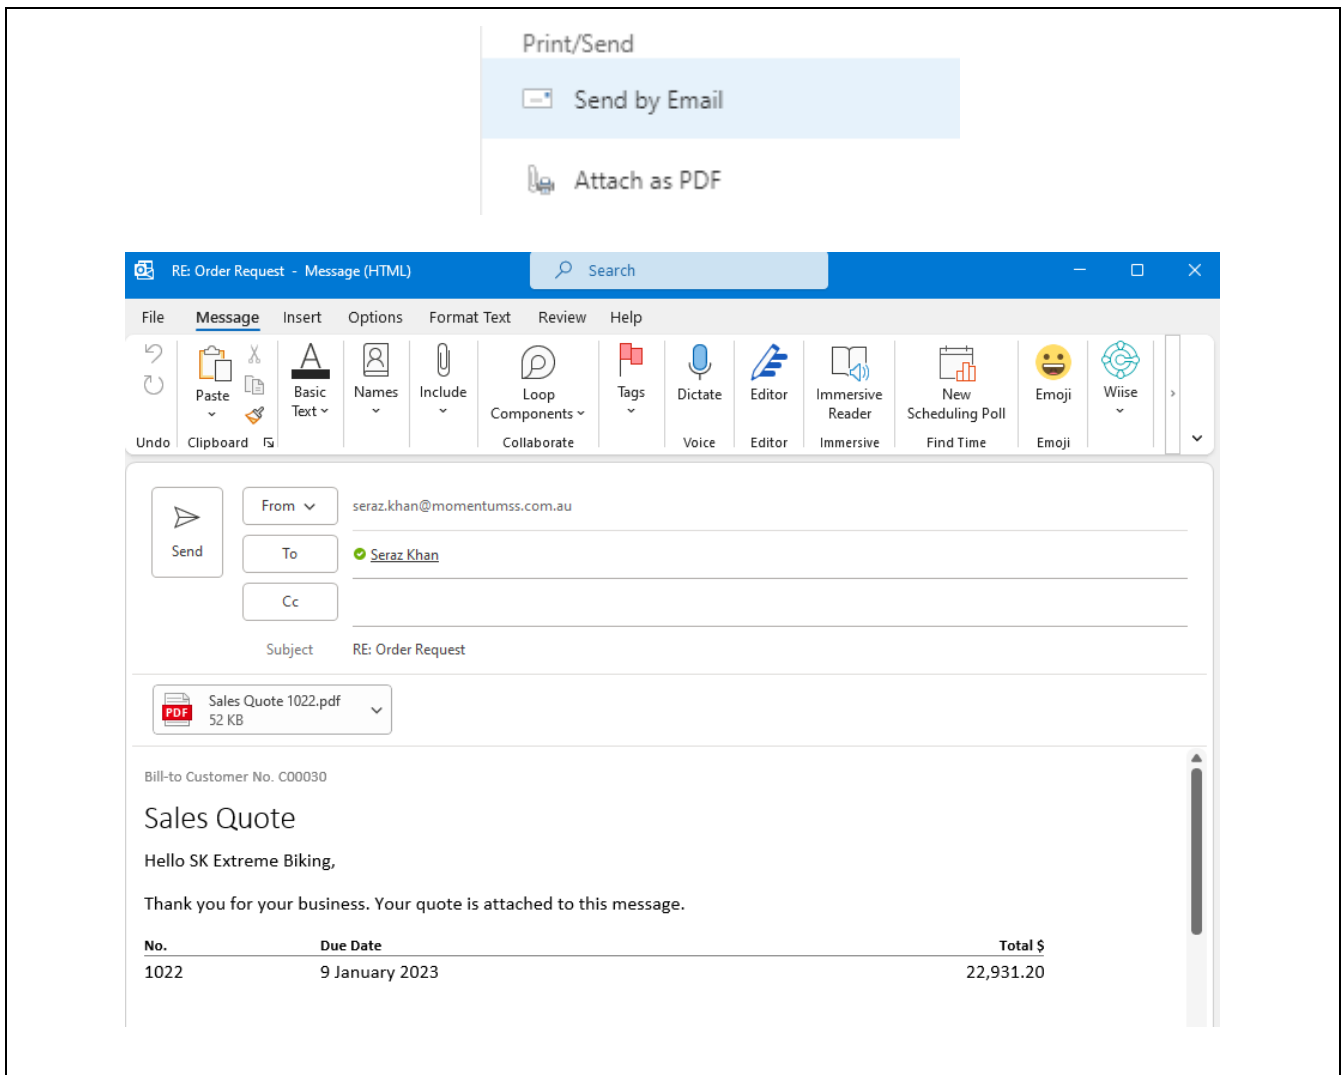 Print/Send
Send by Email
Attach as PDF
RE: Order Request - Message (HTML)
Search
File Message Insert Options Format Text Review Help
Paste
Basic Text
Names
Include
Loop Components
Tags
Dictate
Editor
Immersive Reader
New Scheduling Poll
Emoji
Wiise
Undo Clipboard Collaborate Voice Editor Immersive Find Time Emoji
Send
From seraz.khan@momentumss.com.au
To Seraz Khan
Cc
Subject RE: Order Request
PDF
Sales Quote 1022.pdf
52 KB
Bill-to Customer No. C00030
Sales Quote
Hello SK Extreme Biking,
Thank you for your business. Your quote is attached to this message.
No. Due Date Total $
1022 9 January 2023 22,931.20